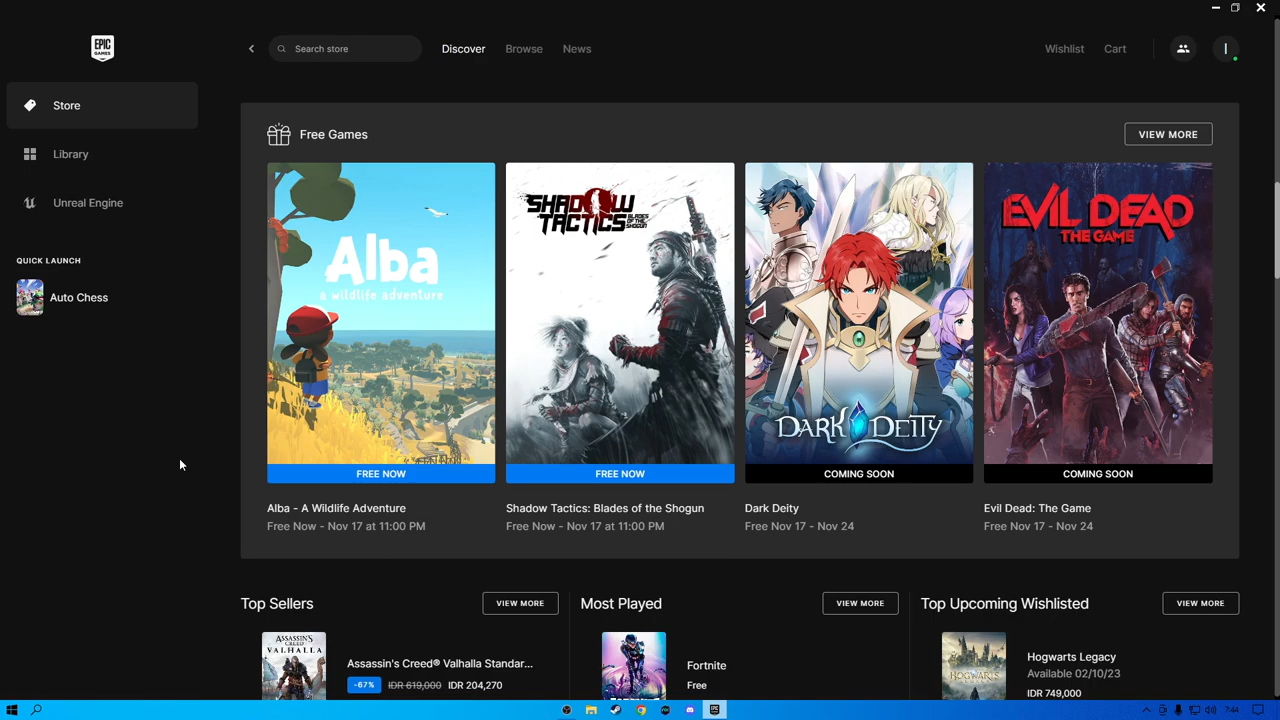 EPIC
GAMES
Search store
Discover
Browse
News
Wishlist
Cart
I
Store
Library
Unreal Engine
QUICK LAUNCH
Auto Chess
Free Games
VIEW MORE
Alba
a wildlife adventure
FREE NOW
Alba - A Wildlife Adventure
Free Now - Nov 17 at 11:00 PM
SHADOW
TACTICS
BLADES
OF THE
SHOGUN
FREE NOW
Shadow Tactics: Blades of the Shogun
Free Now - Nov 17 at 11:00 PM
DARK DEITY
COMING SOON
Dark Deity
Free Nov 17 - Nov 24
EVIL DEAD
THE GAME
COMING SOON
Evil Dead: The Game
Free Nov 17 - Nov 24
Top Sellers
VIEW MORE
ASSASSIN'S
CREED
VALHALLA
Assassin's Creed® Valhalla Standar...
-67% IDR 619,000 IDR 204,270
Most Played
VIEW MORE
Fortnite
Free
Top Upcoming Wishlisted
VIEW MORE
HOGWARTS
Hogwarts Legacy
Available 02/10/23
IDR 749,000
7:44